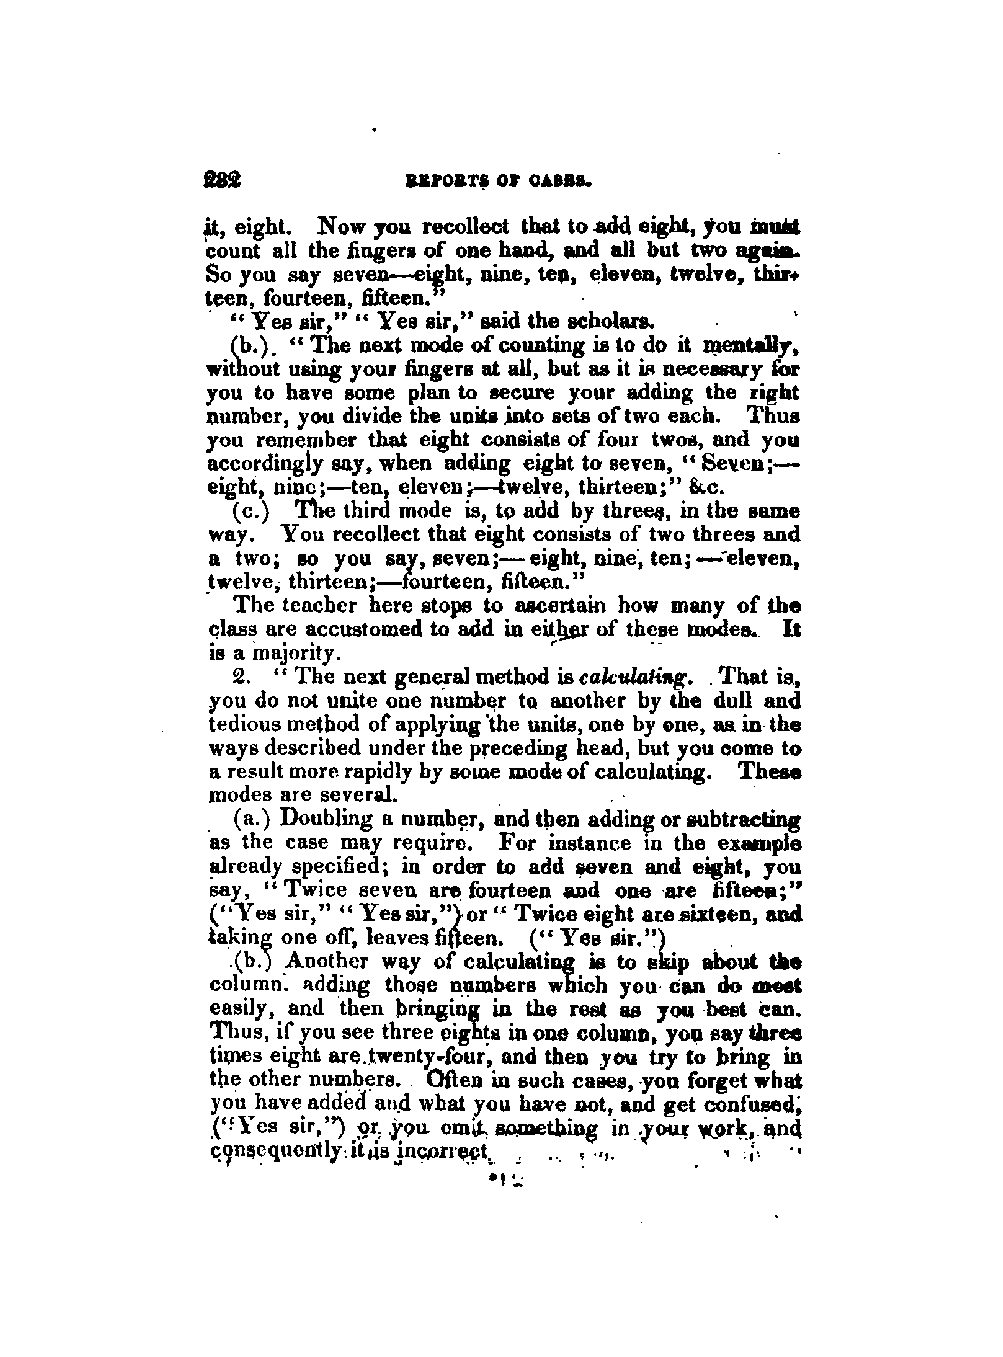 282 REPORTS OF CASES.
it, eight. Now you recollect that to add eight, you must
count all the fingers of one hand, and all but two again.
So you say seven—eight, nine, ten, eleven, twelve, thir-
teen, fourteen, fifteen."
"Yes sir," "Yes sir," said the scholars.
(b.) "The next mode of counting is to do it mentally,
without using your fingers at all, but as it is necessary for
you to have some plan to secure your adding the right
number, you divide the units into sets of two each. Thus
you remember that eight consists of four twos, and you
accordingly say, when adding eight to seven, "Seven;—
eight, nine;—ten, eleven;—twelve, thirteen;" &c.
(c.) The third mode is, to add by threes, in the same
way. You recollect that eight consists of two threes and
a two; so you say, seven;—eight, nine, ten;—eleven,
twelve, thirteen;—fourteen, fifteen."
The teacher here stops to ascertain how many of the
class are accustomed to add in either of these modes. It
is a majority.
2. "The next general method is calculating. That is,
you do not unite one number to another by the dull and
tedious method of applying the units, one by one, as in the
ways described under the preceding head, but you come to
a result more rapidly by some mode of calculating. These
modes are several.
(a.) Doubling a number, and then adding or subtracting
as the case may require. For instance in the example
already specified; in order to add seven and eight, you
say, "Twice seven are fourteen and one are fifteen;"
("Yes sir," "Yes sir,") or "Twice eight are sixteen, and
taking one off, leaves fifteen. ("Yes sir.")
(b.) Another way of calculating is to skip about the
column, adding those numbers which you can do most
easily, and then bringing in the rest as you best can.
Thus, if you see three eights in one column, you say three
times eight are twenty-four, and then you try to bring in
the other numbers. Often in such cases, you forget what
you have added and what you have not, and get confused,
("Yes sir,") or you omit something in your work, and
consequently it is incorrect.